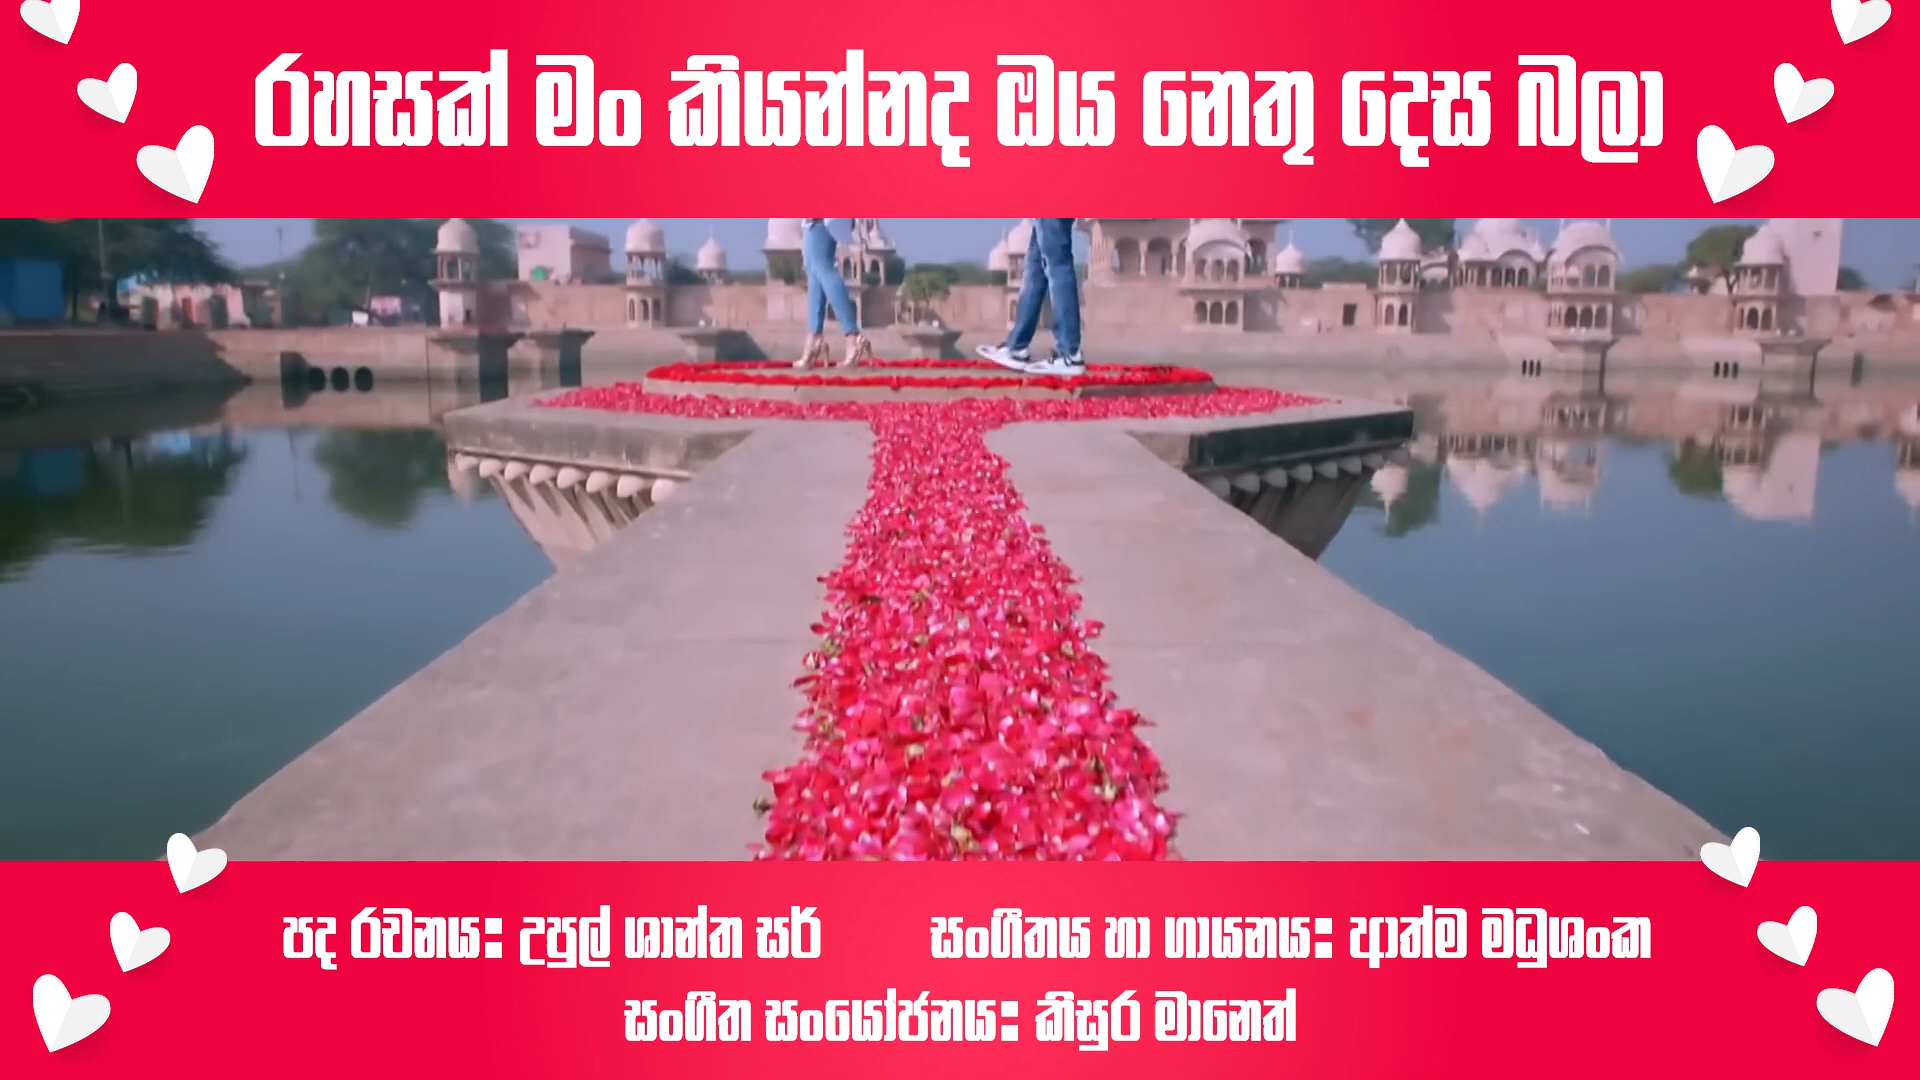 රහසක් මං කියන්නද ඔය නෙතු දෙස බලා
පද රචනය: උපුල් ශාන්ත සර් සංගීතය හා ගායනය: ආත්ම මධුශංක
සංගීත සංයෝජනය: කිසුර මානෙත්